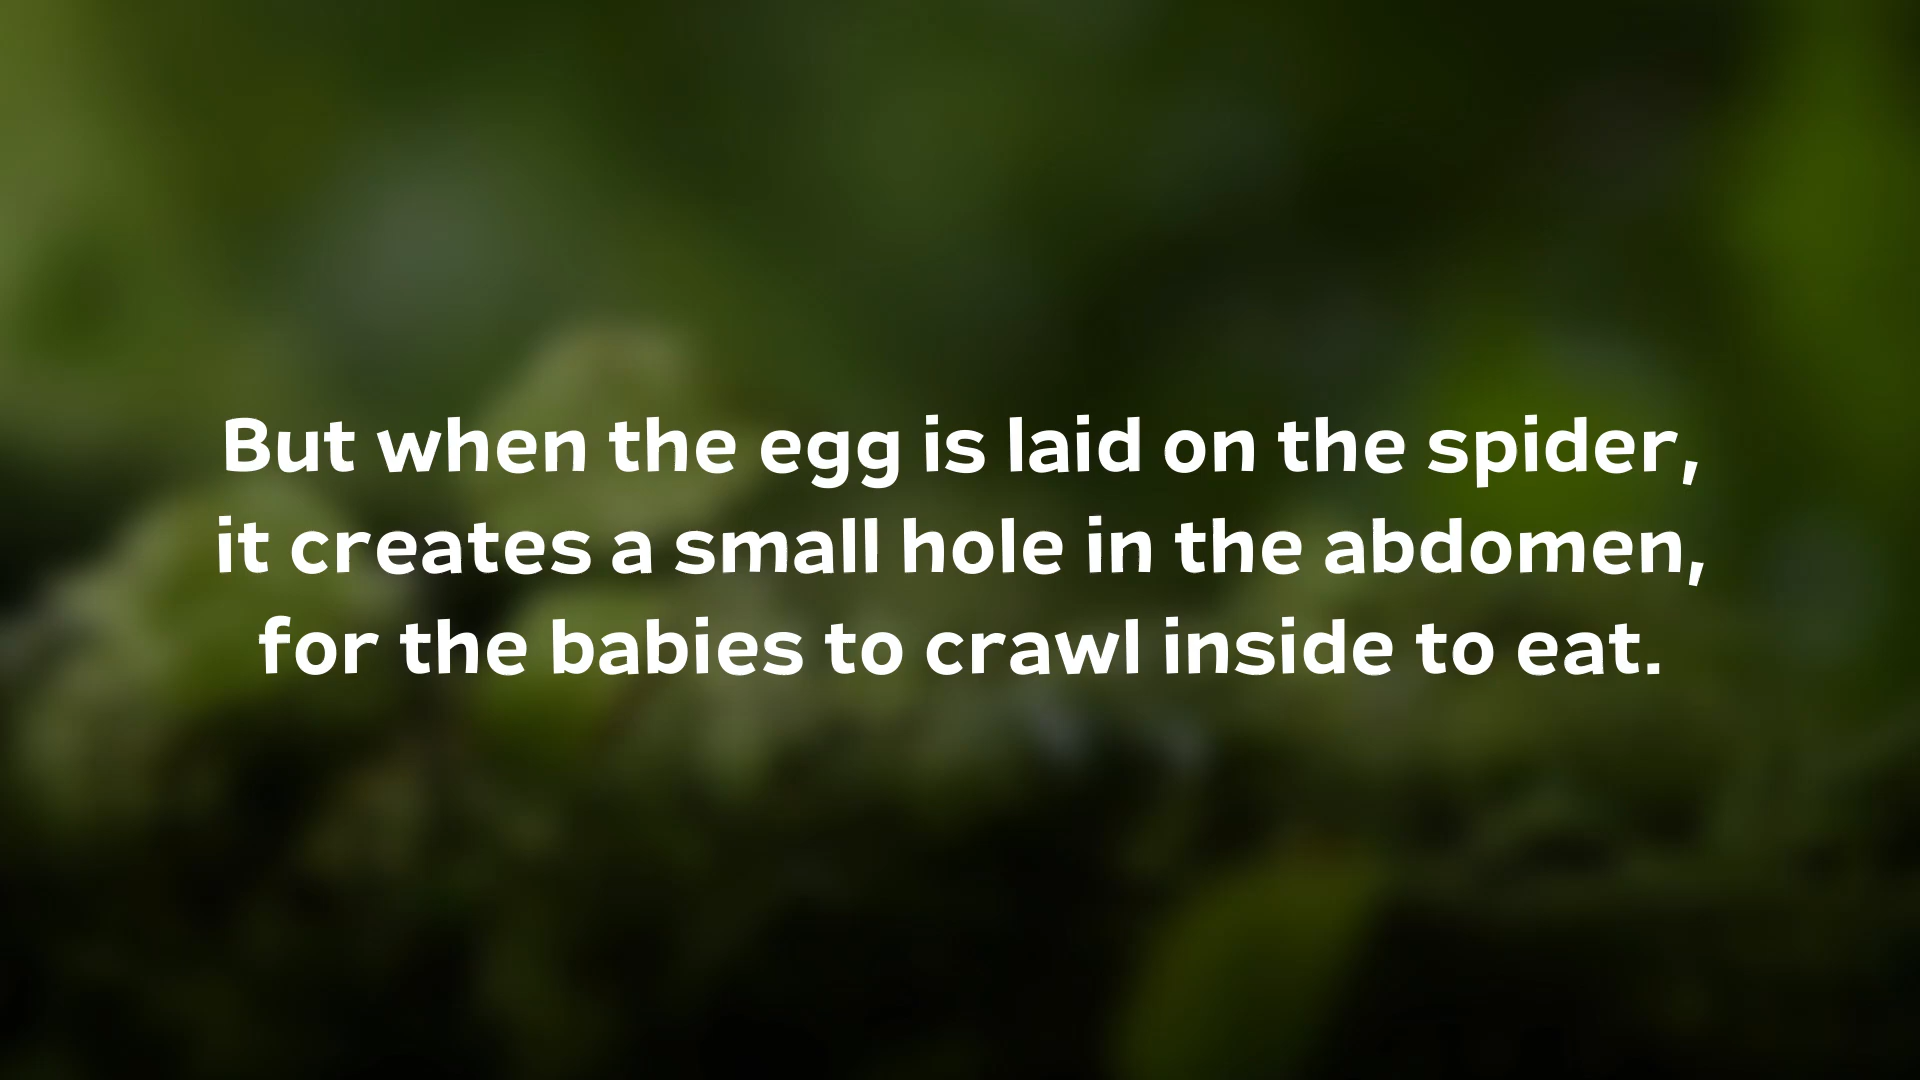 But when the egg is laid on the spider,
it creates a small hole in the abdomen,
for the babies to crawl inside to eat.